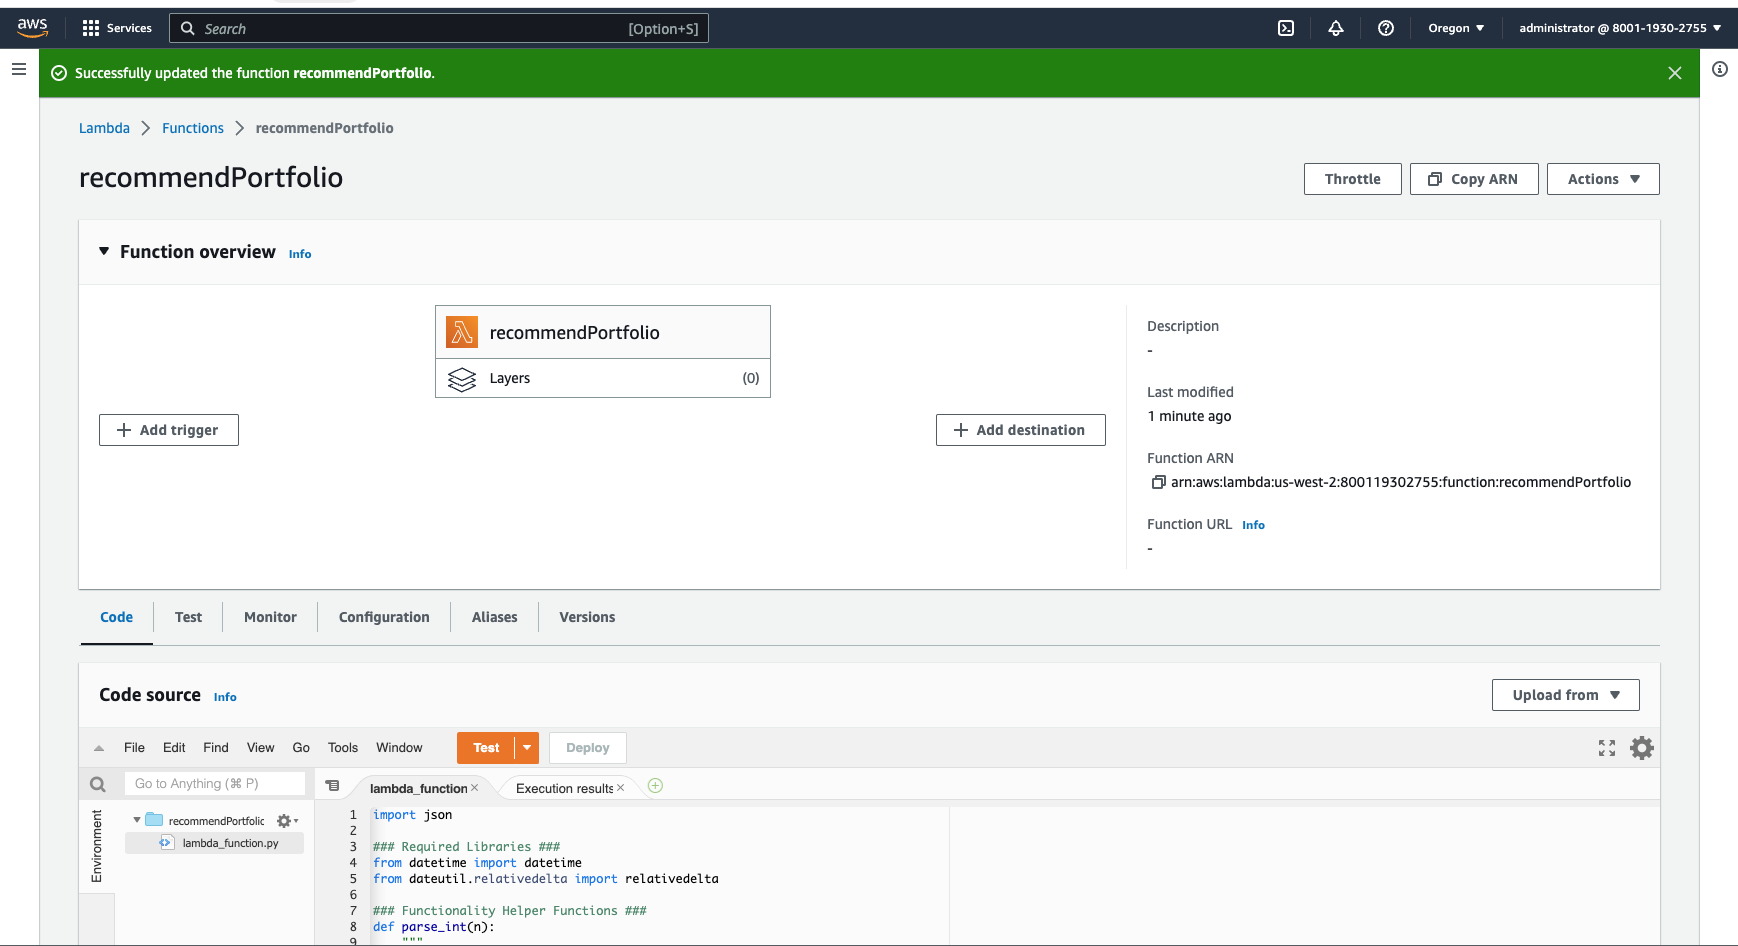 aws
Services
Search
[Option+S]
Oregon
administrator @ 8001-1930-2755
Successfully updated the function recommendPortfolio.
Lambda
Functions
recommendPortfolio
recommendPortfolio
Throttle
Copy ARN
Actions
Function overview
Info
recommendPortfolio
Layers
(0)
Add trigger
Add destination
Description
-
Last modified
1 minute ago
Function ARN
arn:aws:lambda:us-west-2:800119302755:function:recommendPortfolio
Function URL Info
-
Code
Test
Monitor
Configuration
Aliases
Versions
Code source Info
Upload from
File Edit Find View Go Tools Window
Test
Deploy
Go to Anything (⌘ P)
lambda_function
Execution results
Environment
recommendPortfolic
lambda_function.py
1 import json
2
3 ### Required Libraries ###
4 from datetime import datetime
5 from dateutil.relativedelta import relativedelta
6
7 ### Functionality Helper Functions ###
8 def parse_int(n):
9 """